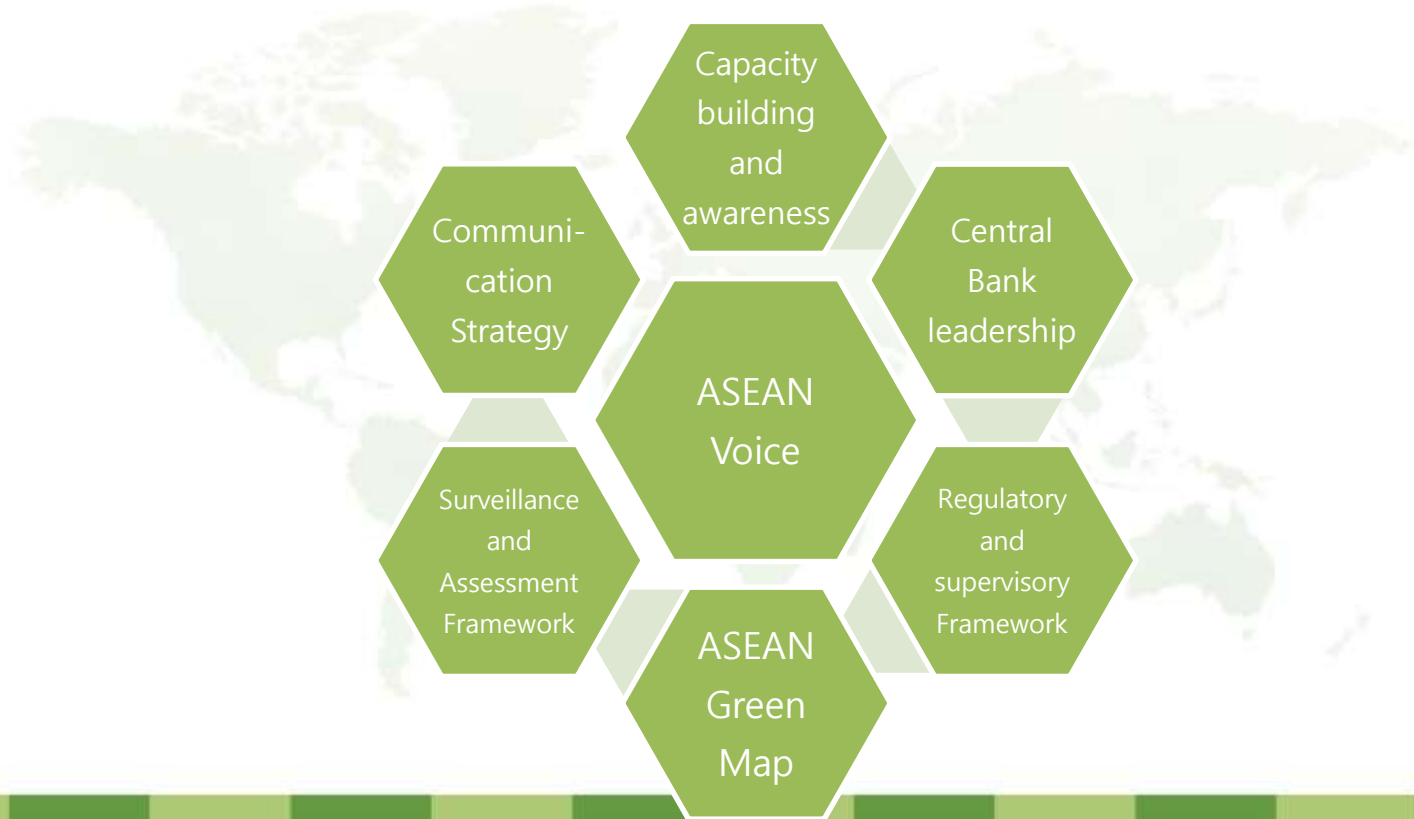 Capacity
building
and
awareness
Communi-
cation
Strategy
Central
Bank
leadership
ASEAN
Voice
Surveillance
and
Assessment
Framework
Regulatory
and
supervisory
Framework
ASEAN
Green
Map